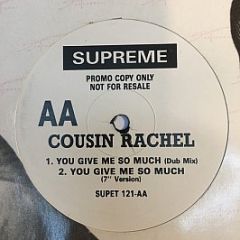 SUPREME
PROMO COPY ONLY
NOT FOR RESALE
AA
COUSIN RACHEL
1. YOU GIVE ME SO MUCH (Dub Mix)
2. YOU GIVE ME SO MUCH
(7" Version)
SUPET 121-AA